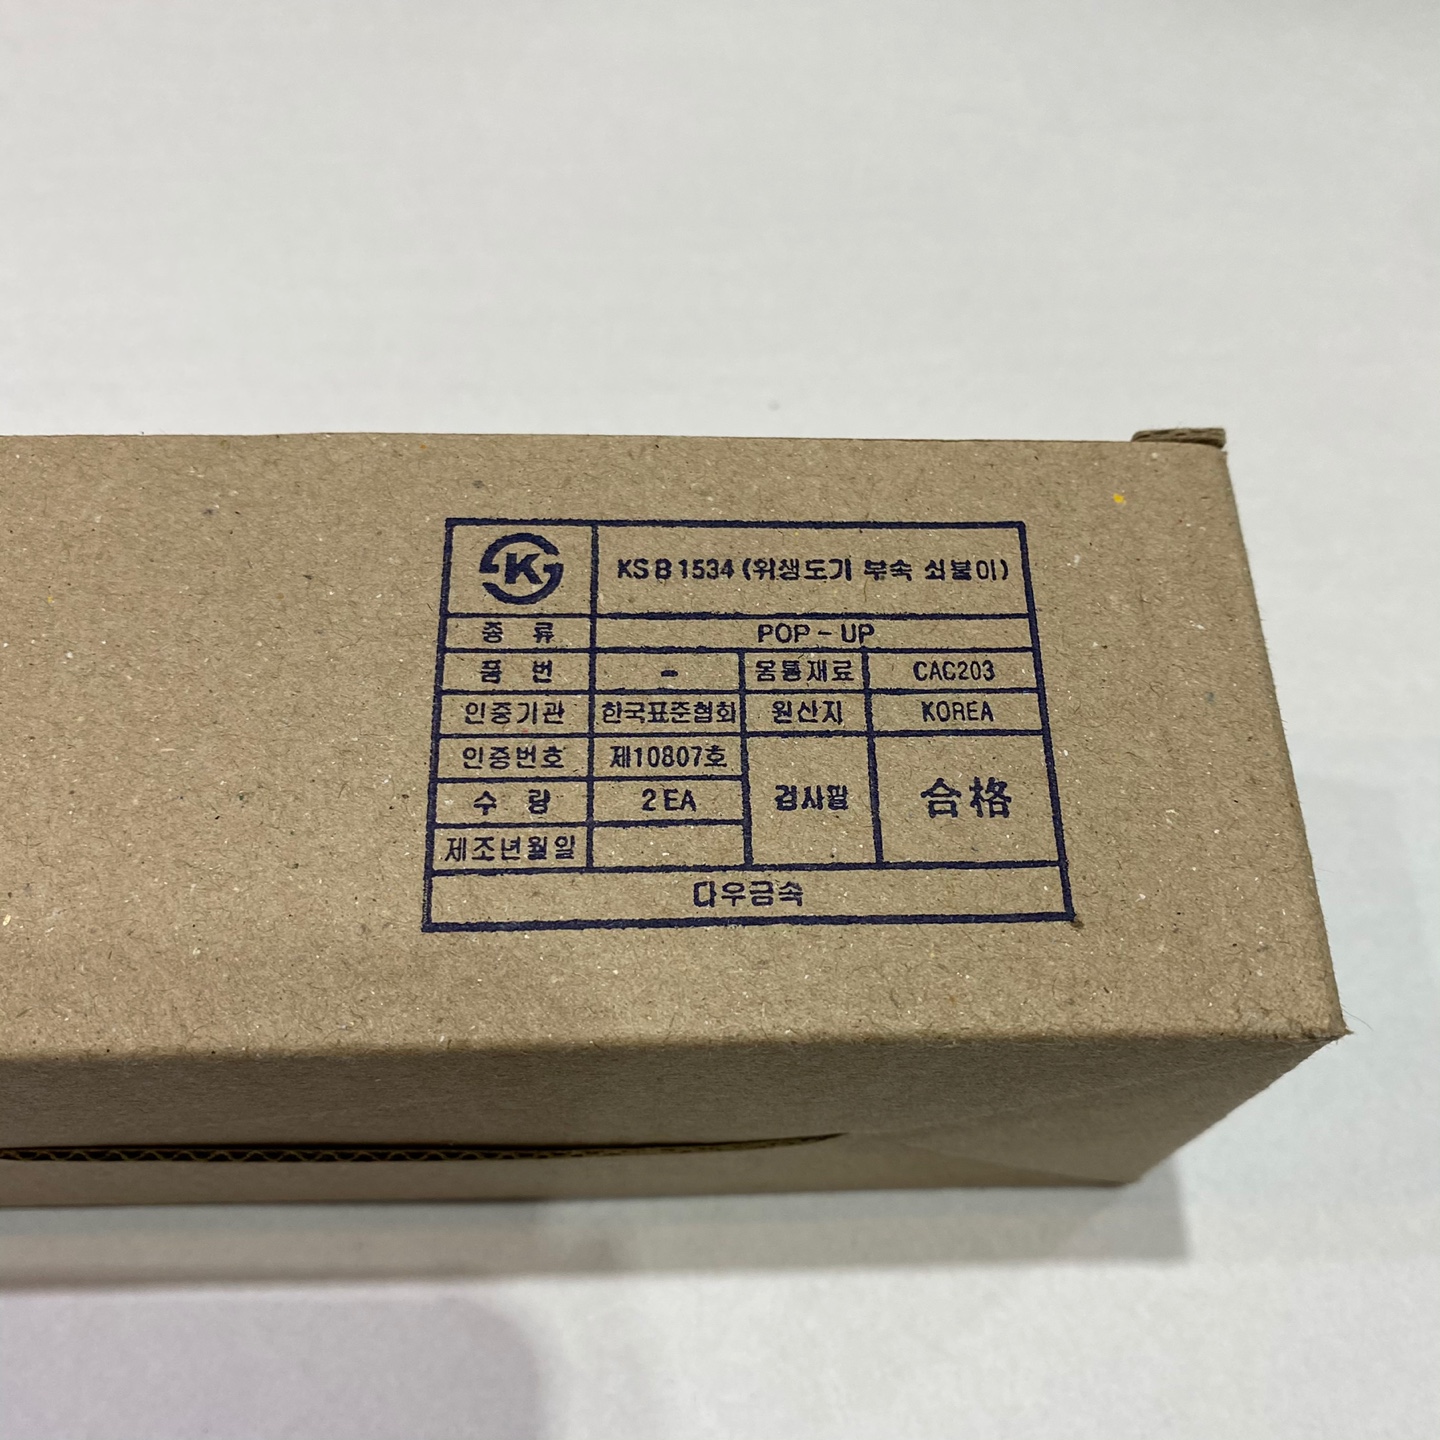 K
KS B 1534 (위생도기 부속 쇠붙이)
종 류 POP - UP
품 번 - 몸통재료 CAC203
인증기관 한국표준협회 원산지 KOREA
인증번호 제10807호
수 량 2 EA 검사필 合格
제조년월일
다우금속